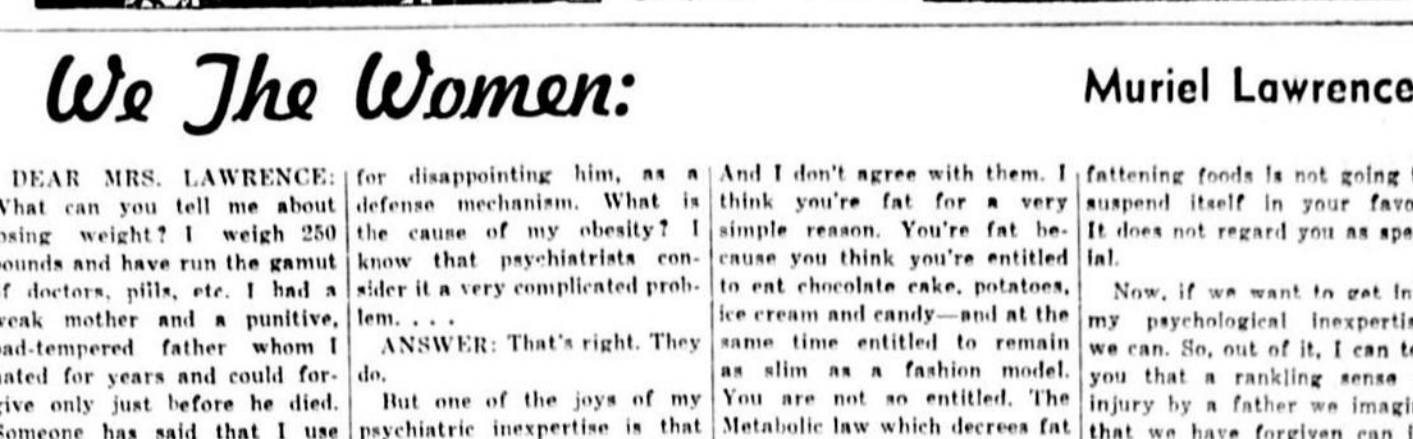 We The Women:
Muriel Lawrence
DEAR MRS. LAWRENCE:
What can you tell me about
osing weight? I weigh 250
ounds and have run the gamut
f doctors, pills, etc. I had a
weak mother and a punitive,
ad-tempered father whom I
ated for years and could for-
give only just before he died.
Someone has said that I use
for disappointing him, as a
defense mechanism. What is
the cause of my obesity? I
know that psychiatrists con-
sider it a very complicated prob-
lem. . . .
ANSWER: That's right. They
do.
But one of the joys of my
psychiatric inexpertise is that
And I don't agree with them. I
think you're fat for a very
simple reason. You're fat be-
cause you think you're entitled
to eat chocolate cake, potatoes,
ice cream and candy—and at the
same time entitled to remain
as slim as a fashion model.
You are not so entitled. The
Metabolic law which decrees fat
fattening foods is not going t
suspend itself in your favo
It does not regard you as spe
ial.
Now, if we want to get in
my psychological inexpertis
we can. So, out of it, I can te
you that a rankling sense
injury by a father we imagi
that we have forgiven can i